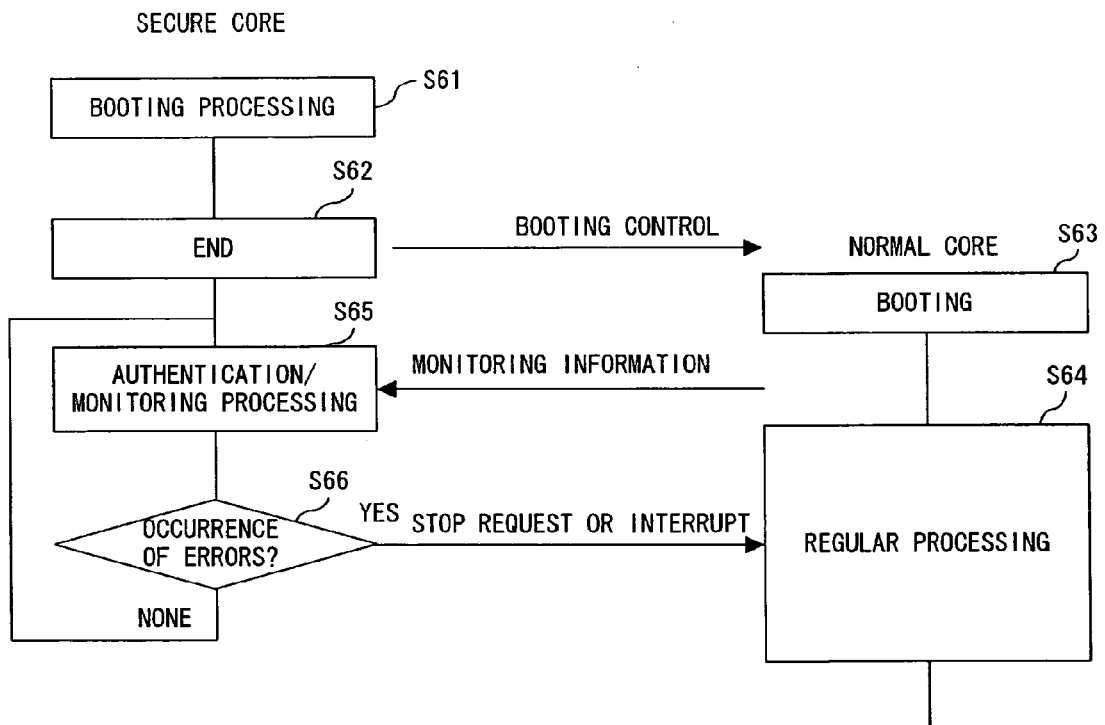 SECURE CORE
S61
BOOTING PROCESSING
S62
END
BOOTING CONTROL
S63
NORMAL CORE
BOOTING
S65
AUTHENTICATION/
MONITORING PROCESSING
MONITORING INFORMATION
S64
S66
OCCURRENCE
OF ERRORS?
YES
STOP REQUEST OR INTERRUPT
REGULAR PROCESSING
NONE